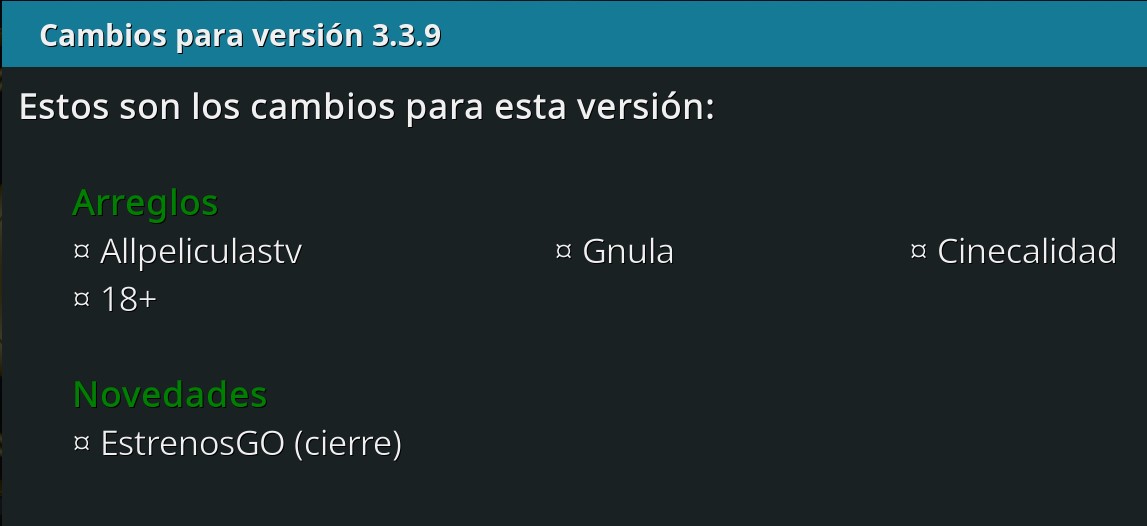 Cambios para versión 3.3.9
Estos son los cambios para esta versión:
Arreglos
¤ Allpeliculastv ¤ Gnula ¤ Cinecalidad
¤ 18+
Novedades
¤ EstrenosGO (cierre)